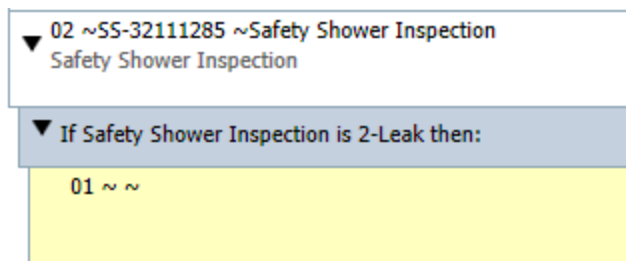 02 ~SS-32111285 ~Safety Shower Inspection
Safety Shower Inspection
If Safety Shower Inspection is 2-Leak then:
01 ~ ~